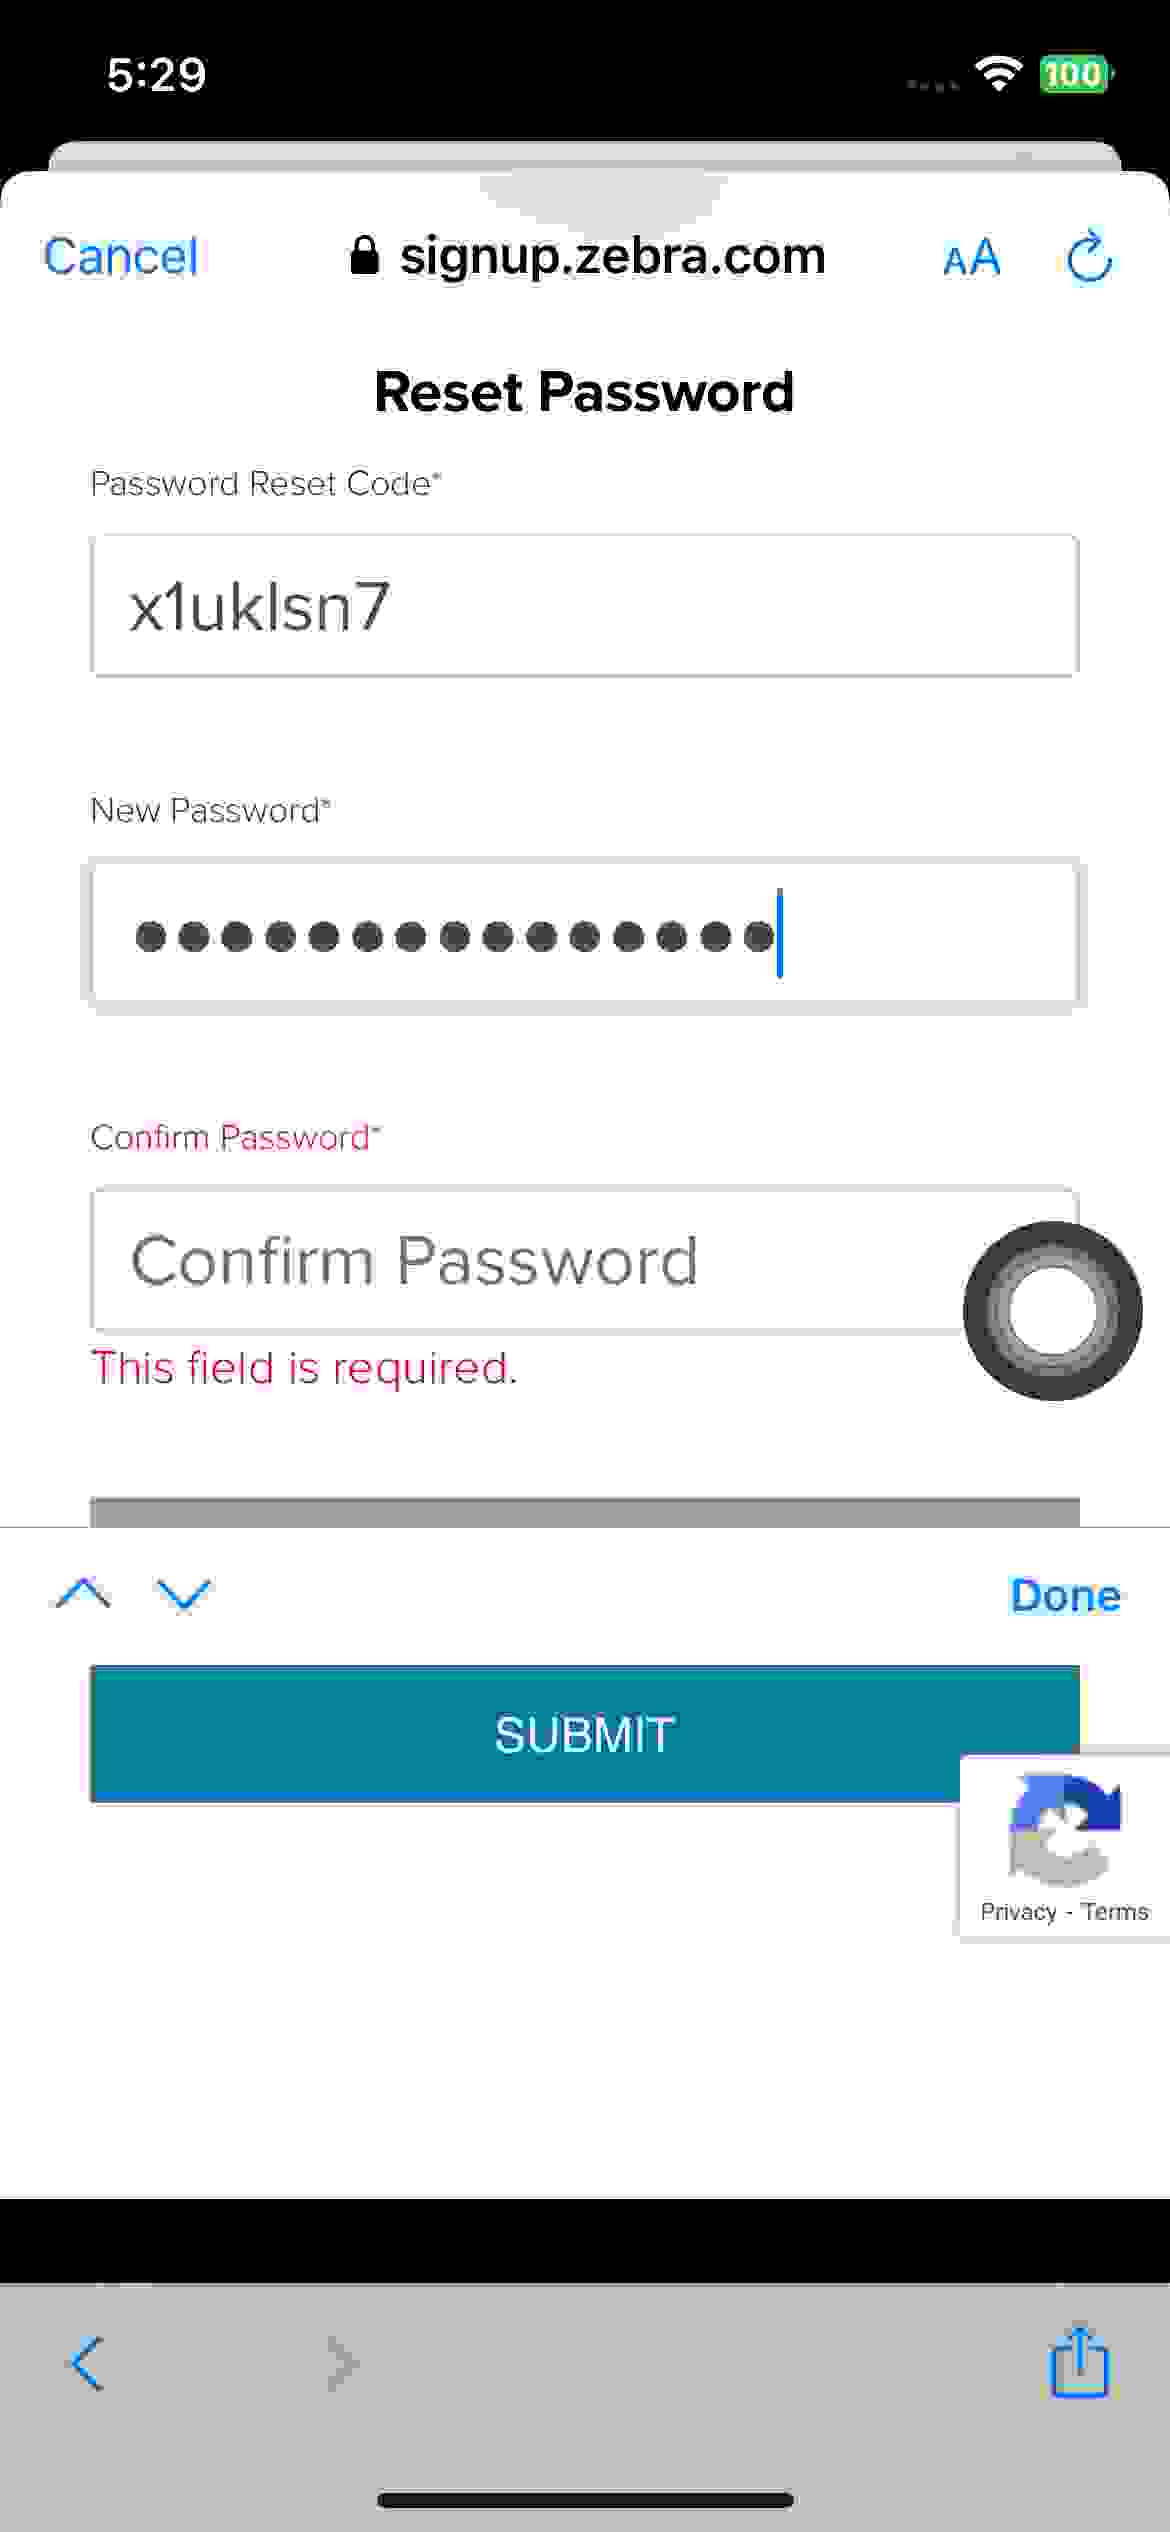 5:29
100
Cancel
signup.zebra.com
AA
Reset Password
Password Reset Code*
x1uklsn7
New Password*
Confirm Password*
Confirm Password
This field is required.
Done
SUBMIT
Privacy - Terms